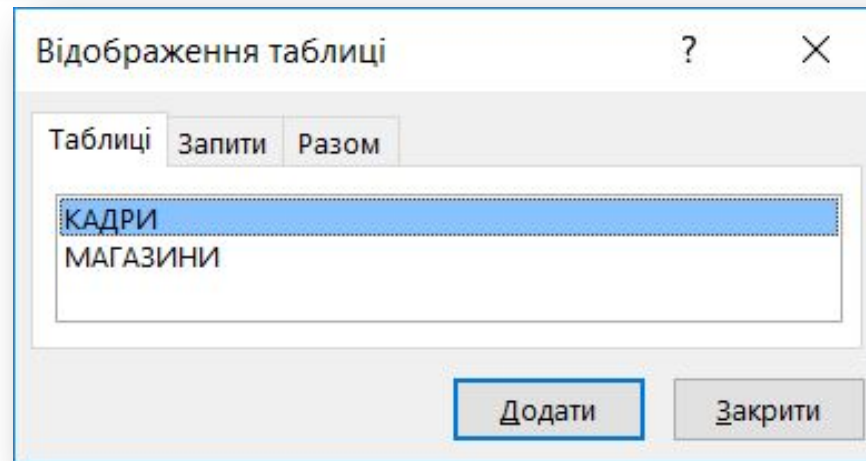 Відображення таблиці ?
Таблиці Запити Разом
КАДРИ
МАГАЗИНИ
Додати Закрити